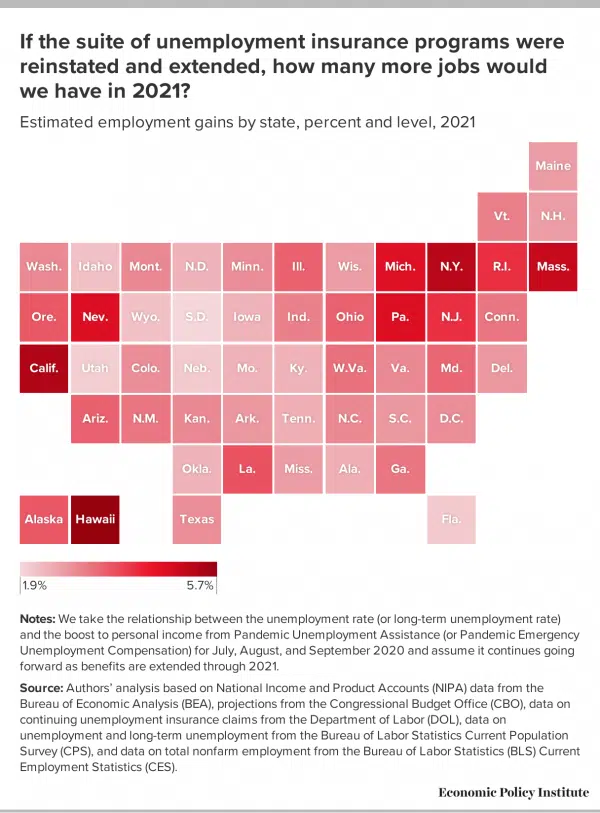 If the suite of unemployment insurance programs were
reinstated and extended, how many more jobs would
we have in 2021?
Estimated employment gains by state, percent and level, 2021
Maine
Vt. N.H.
Wash. Idaho Mont. N.D. Minn. Ill. Wis. Mich. N.Y. R.I. Mass.
Ore. Nev. Wyo. S.D. Iowa Ind. Ohio Pa. N.J. Conn.
Calif. Utah Colo. Neb. Mo. Ky. W.Va. Va. Md. Del.
Ariz. N.M. Kan. Ark. Tenn. N.C. S.C. D.C.
Okla. La. Miss. Ala. Ga.
Alaska Hawaii Texas Fla.
1.9% 5.7%
Notes: We take the relationship between the unemployment rate (or long-term unemployment rate)
and the boost to personal income from Pandemic Unemployment Assistance (or Pandemic Emergency
Unemployment Compensation) for July, August, and September 2020 and assume it continues going
forward as benefits are extended through 2021.
Source: Authors’ analysis based on National Income and Product Accounts (NIPA) data from the
Bureau of Economic Analysis (BEA), projections from the Congressional Budget Office (CBO), data on
continuing unemployment insurance claims from the Department of Labor (DOL), data on
unemployment and long-term unemployment from the Bureau of Labor Statistics Current Population
Survey (CPS), and data on total nonfarm employment from the Bureau of Labor Statistics (BLS) Current
Employment Statistics (CES).
Economic Policy Institute